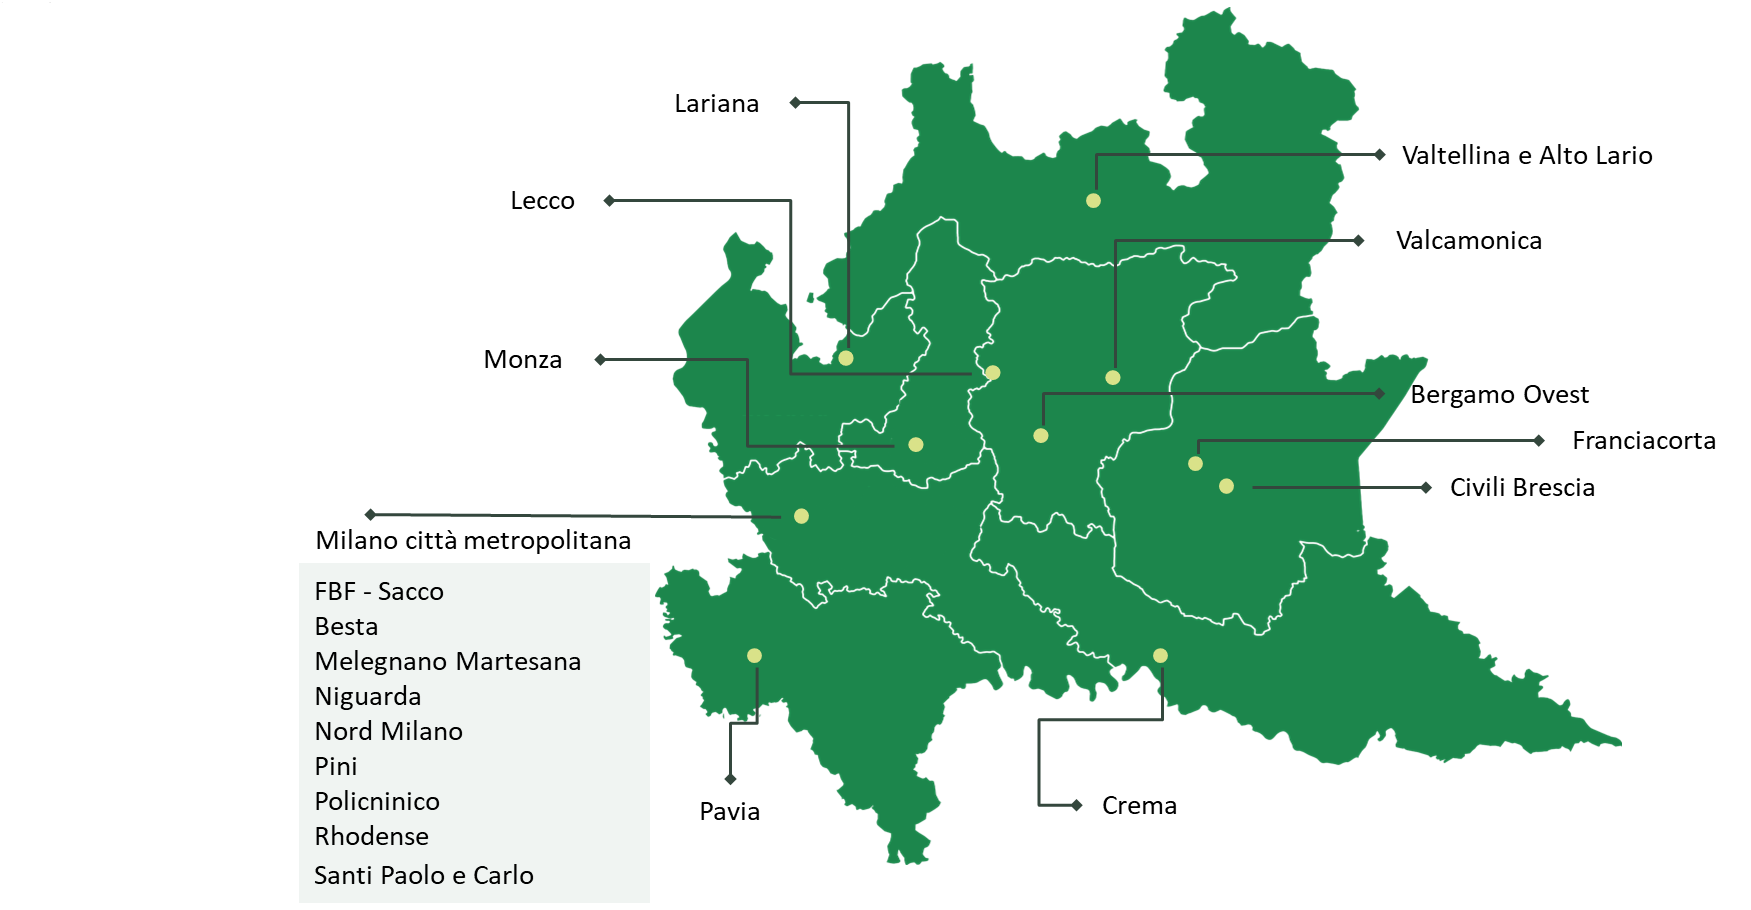 Lariana
Valtellina e Alto Lario
Lecco
Valcamonica
Monza
Bergamo Ovest
Franciacorta
Civili Brescia
Milano città metropolitana
FBF - Sacco
Besta
Melegnano Martesana
Niguarda
Nord Milano
Pini
Policninico
Rhodense
Santi Paolo e Carlo
Pavia
Crema